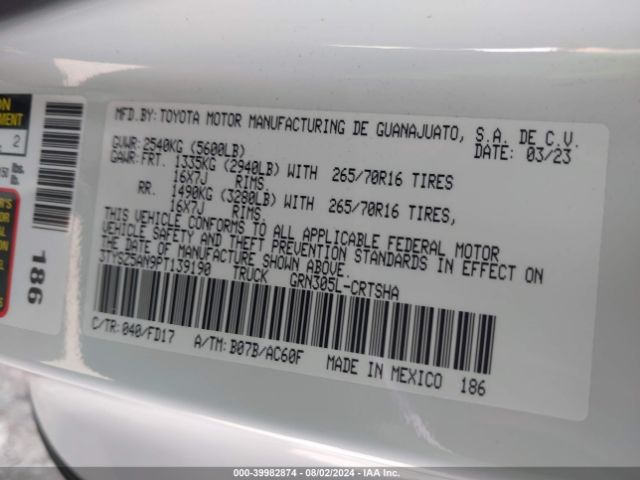 ON
MENT
2
lbs.
lb.
186
MFD.BY: TOYOTA MOTOR MANUFACTURING DE GUANAJUATO, S.A. DE C.V.
GVWR: 2540KG (5600LB) DATE: 03/23
GAWR: FRT. 1335KG (2940LB) WITH 265/70R16 TIRES
16X7J RIMS,
RR. 1490KG (3280LB) WITH 265/70R16 TIRES,
16X7J RIMS,
THIS VEHICLE CONFORMS TO ALL APPLICABLE FEDERAL MOTOR
VEHICLE SAFETY AND THEFT PREVENTION STANDARDS IN EFFECT ON
THE DATE OF MANUFACTURE SHOWN ABOVE.
3TYSZ5AN9PT139190 TRUCK GRN305L-CRTSHA
C/TR: 040/FD17 A/TM: B07B/AC60F MADE IN MEXICO 186
000-39982874 | 08/02/2024 | IAA Inc.